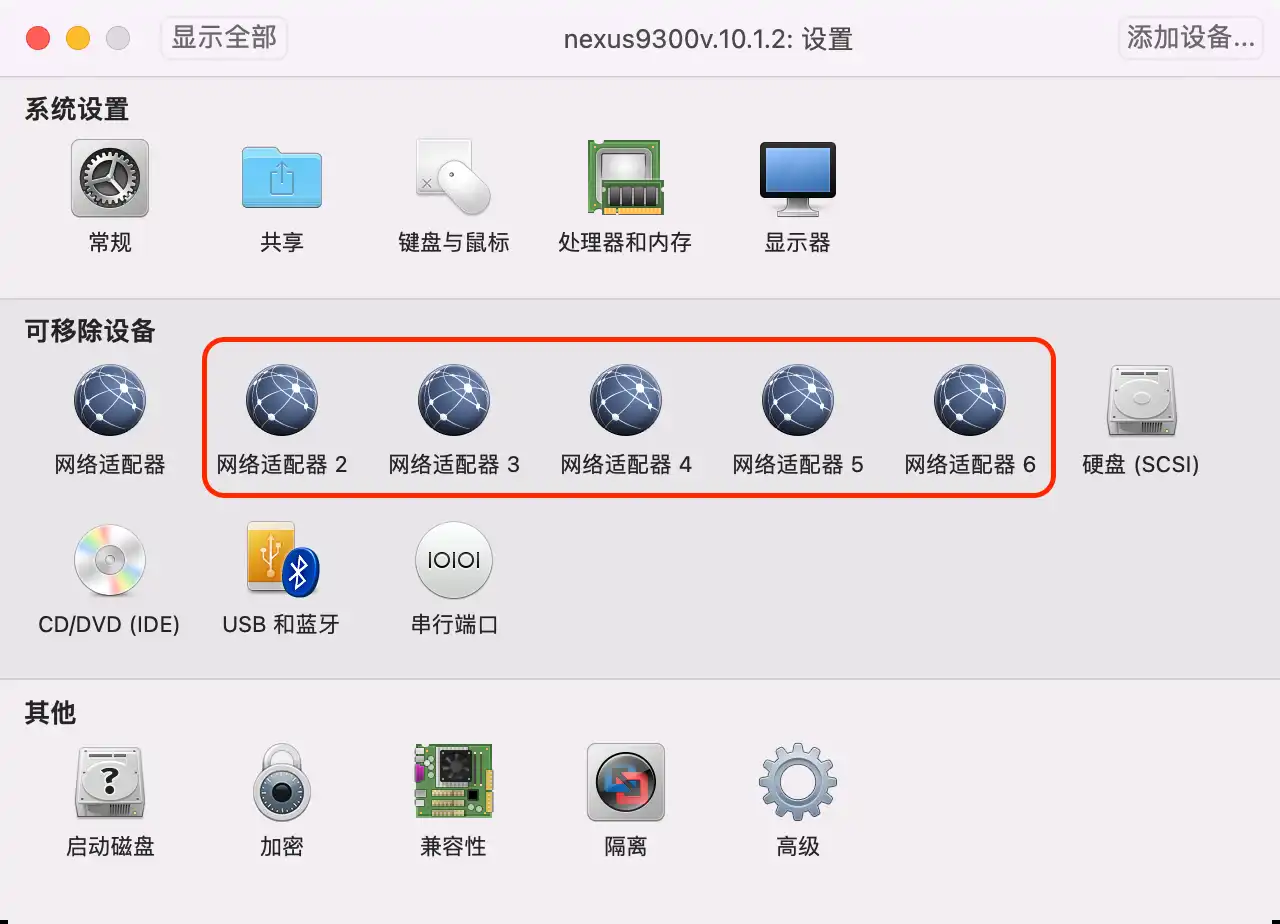 显示全部
nexus9300v.10.1.2: 设置
添加设备...
系统设置
常规
共享
键盘与鼠标
处理器和内存
显示器
可移除设备
网络适配器
网络适配器 2
网络适配器 3
网络适配器 4
网络适配器 5
网络适配器 6
硬盘 (SCSI)
CD/DVD (IDE)
USB 和蓝牙
IOIOI
串行端口
其他
?
启动磁盘
加密
兼容性
隔离
高级